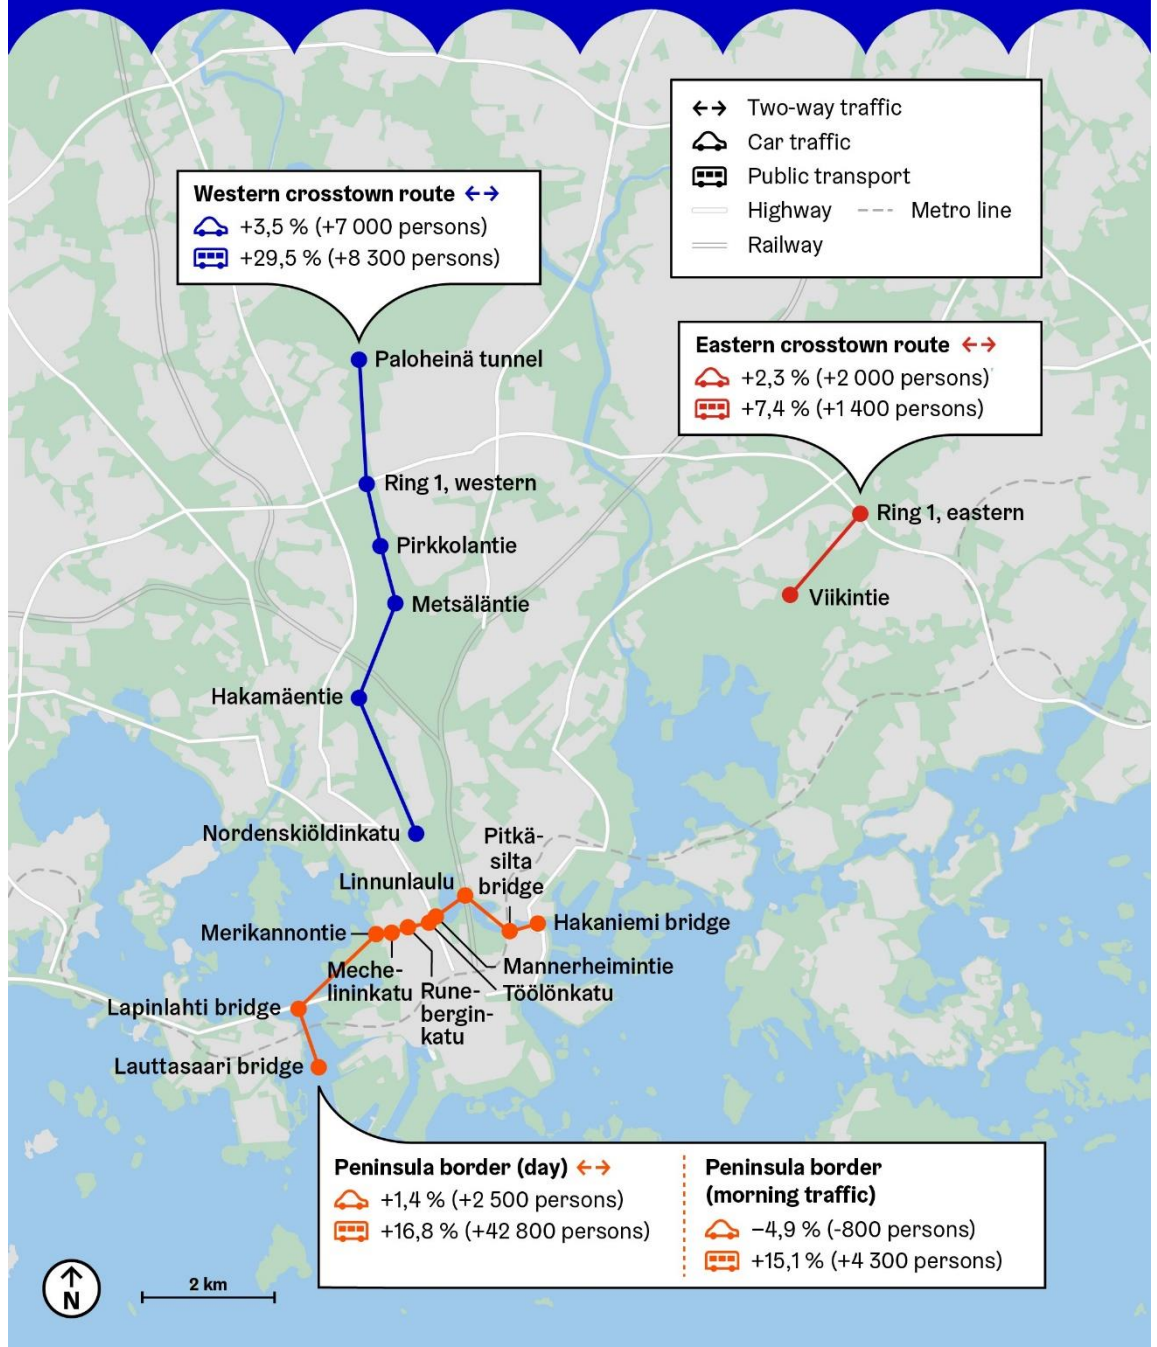 Two-way traffic
Car traffic
Public transport
Highway Metro line
Railway
Western crosstown route
+3,5 % (+7 000 persons)
+29,5 % (+8 300 persons)
Eastern crosstown route
+2,3 % (+2 000 persons)
+7,4 % (+1 400 persons)
Paloheinä tunnel
Ring 1, western
Pirkkolantie
Metsäläntie
Hakamäentie
Nordenskiöldinkatu
Ring 1, eastern
Viikintie
Pitkä-
silta
bridge
Linnunlaulu
Hakaniemi bridge
Merikannontie
Mannerheimintie
Meche-
lininkatu
Töölönkatu
Rune-
bergin-
katu
Lapinlahti bridge
Lauttasaari bridge
Peninsula border (day)
+1,4 % (+2 500 persons)
+16,8 % (+42 800 persons)
Peninsula border
(morning traffic)
−4,9 % (-800 persons)
+15,1 % (+4 300 persons)
N
2 km